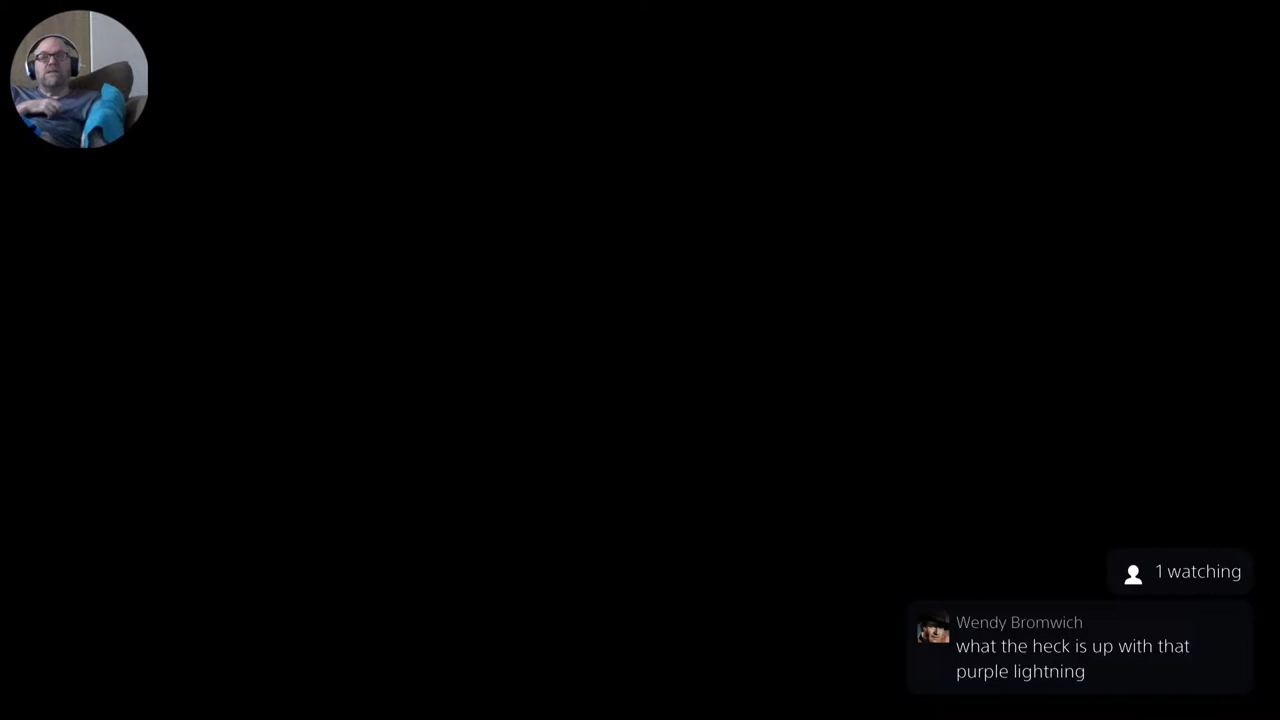 1 watching
Wendy Bromwich
what the heck is up with that
purple lightning